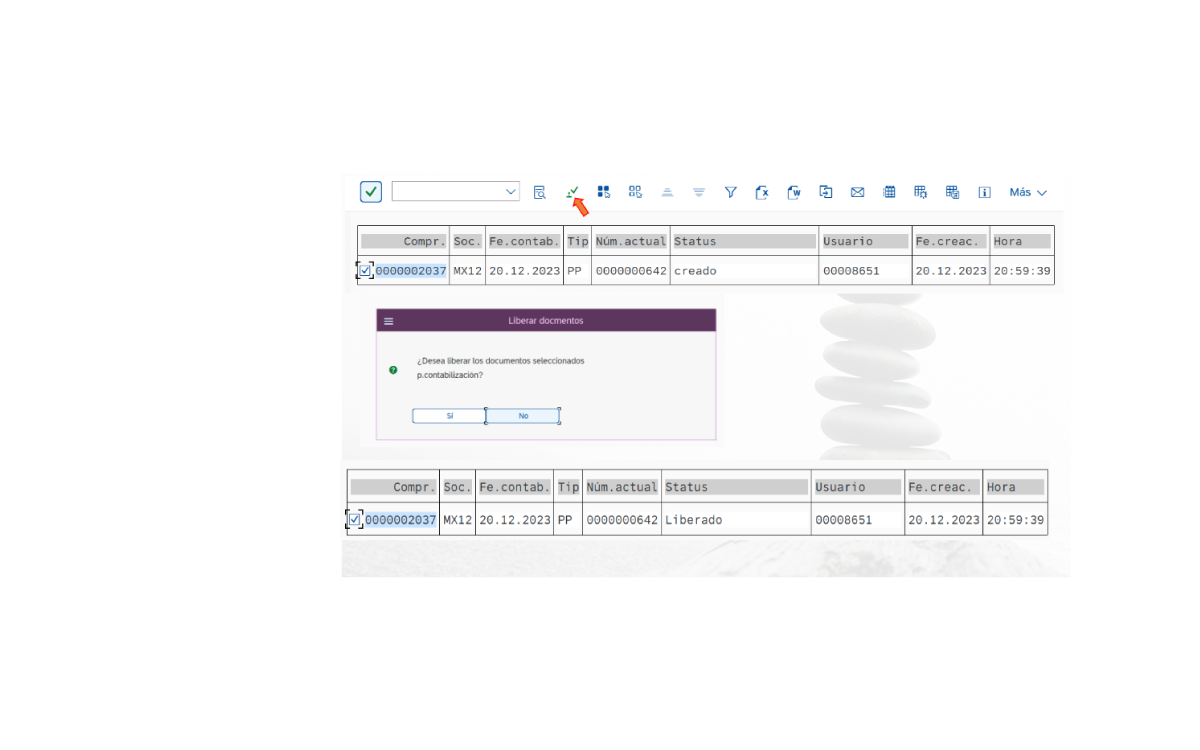 Más
Compr. Soc. Fe.contab. Tip Núm.actual Status Usuario Fe.creac. Hora
0000002037 MX12 20.12.2023 PP 0000000642 creado 00008651 20.12.2023 20:59:39
Liberar docmentos
¿Desea liberar los documentos seleccionados
p.contabilización?
Sí No
Compr. Soc. Fe.contab. Tip Núm.actual Status Usuario Fe.creac. Hora
0000002037 MX12 20.12.2023 PP 0000000642 Liberado 00008651 20.12.2023 20:59:39